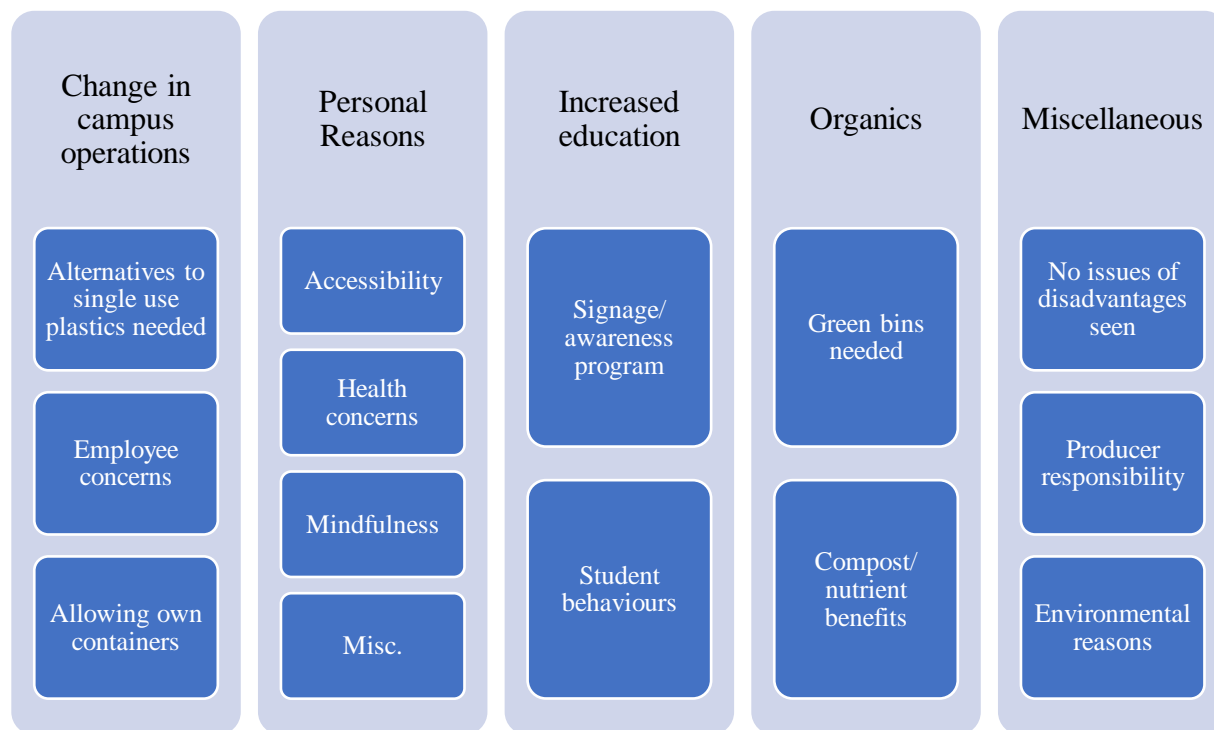 Change in
campus
operations
Alternatives to
single use
plastics needed
Employee
concerns
Allowing own
containers
Personal
Reasons
Accessibility
Health
concerns
Mindfulness
Misc.
Increased
education
Signage/
awareness
program
Student
behaviours
Organics
Green bins
needed
Compost/
nutrient
benefits
Miscellaneous
No issues of
disadvantages
seen
Producer
responsibility
Environmental
reasons